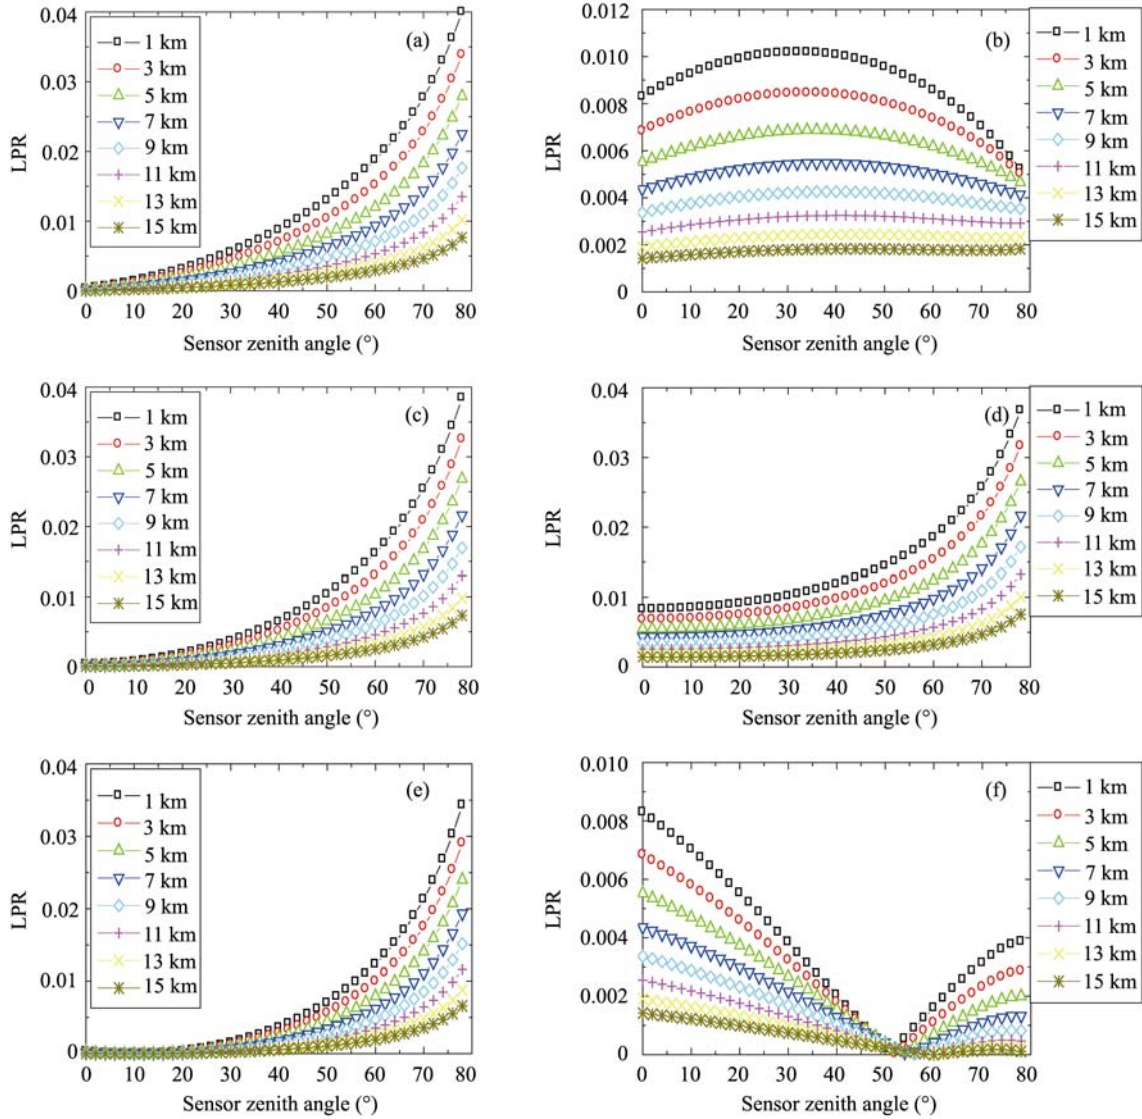 0.04
0.03
0.02
0.01
0
LPR
(a)
1 km
3 km
5 km
7 km
9 km
11 km
13 km
15 km
0 10 20 30 40 50 60 70 80
Sensor zenith angle (°)
0.012
0.010
0.008
0.006
0.004
0.002
0
LPR
(b)
1 km
3 km
5 km
7 km
9 km
11 km
13 km
15 km
0 10 20 30 40 50 60 70 80
Sensor zenith angle (°)
0.04
0.03
0.02
0.01
0
LPR
(c)
1 km
3 km
5 km
7 km
9 km
11 km
13 km
15 km
0 10 20 30 40 50 60 70 80
Sensor zenith angle (°)
0.04
0.03
0.02
0.01
0
LPR
(d)
1 km
3 km
5 km
7 km
9 km
11 km
13 km
15 km
0 10 20 30 40 50 60 70 80
Sensor zenith angle (°)
0.04
0.03
0.02
0.01
0
LPR
(e)
1 km
3 km
5 km
7 km
9 km
11 km
13 km
15 km
0 10 20 30 40 50 60 70 80
Sensor zenith angle (°)
0.010
0.008
0.006
0.004
0.002
0
LPR
(f)
1 km
3 km
5 km
7 km
9 km
11 km
13 km
15 km
0 10 20 30 40 50 60 70 80
Sensor zenith angle (°)